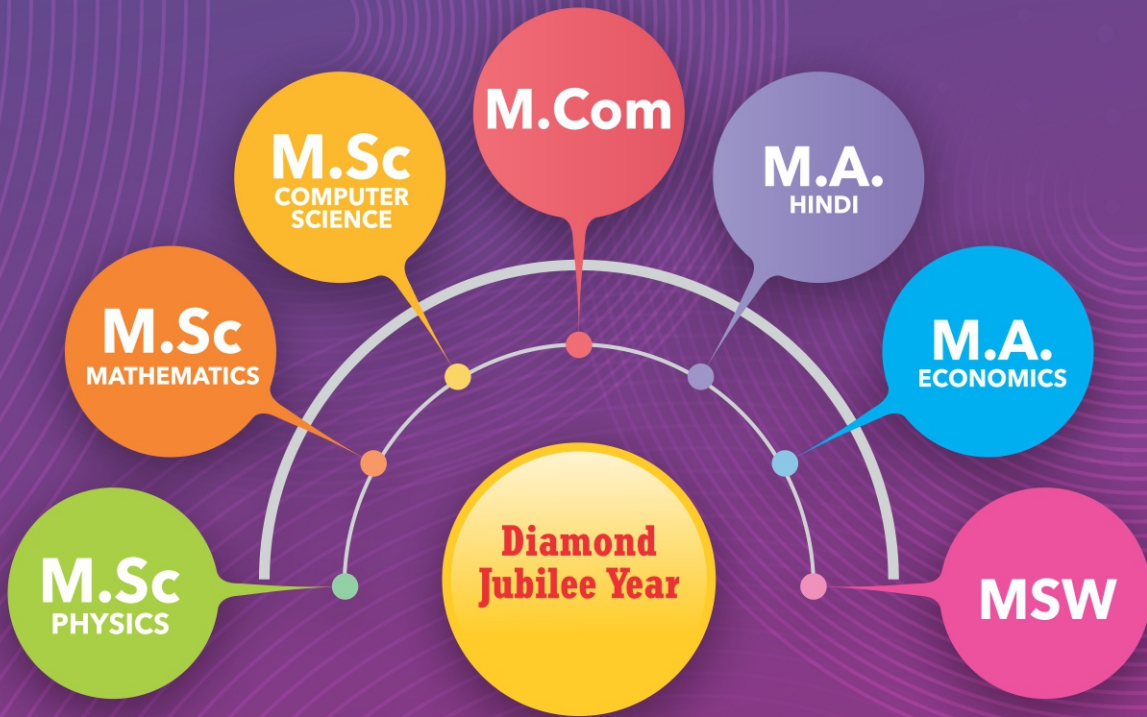 M.Sc
PHYSICS
M.Sc
MATHEMATICS
M.Sc
COMPUTER
SCIENCE
M.Com
M.A.
HINDI
M.A.
ECONOMICS
MSW
Diamond
Jubilee Year